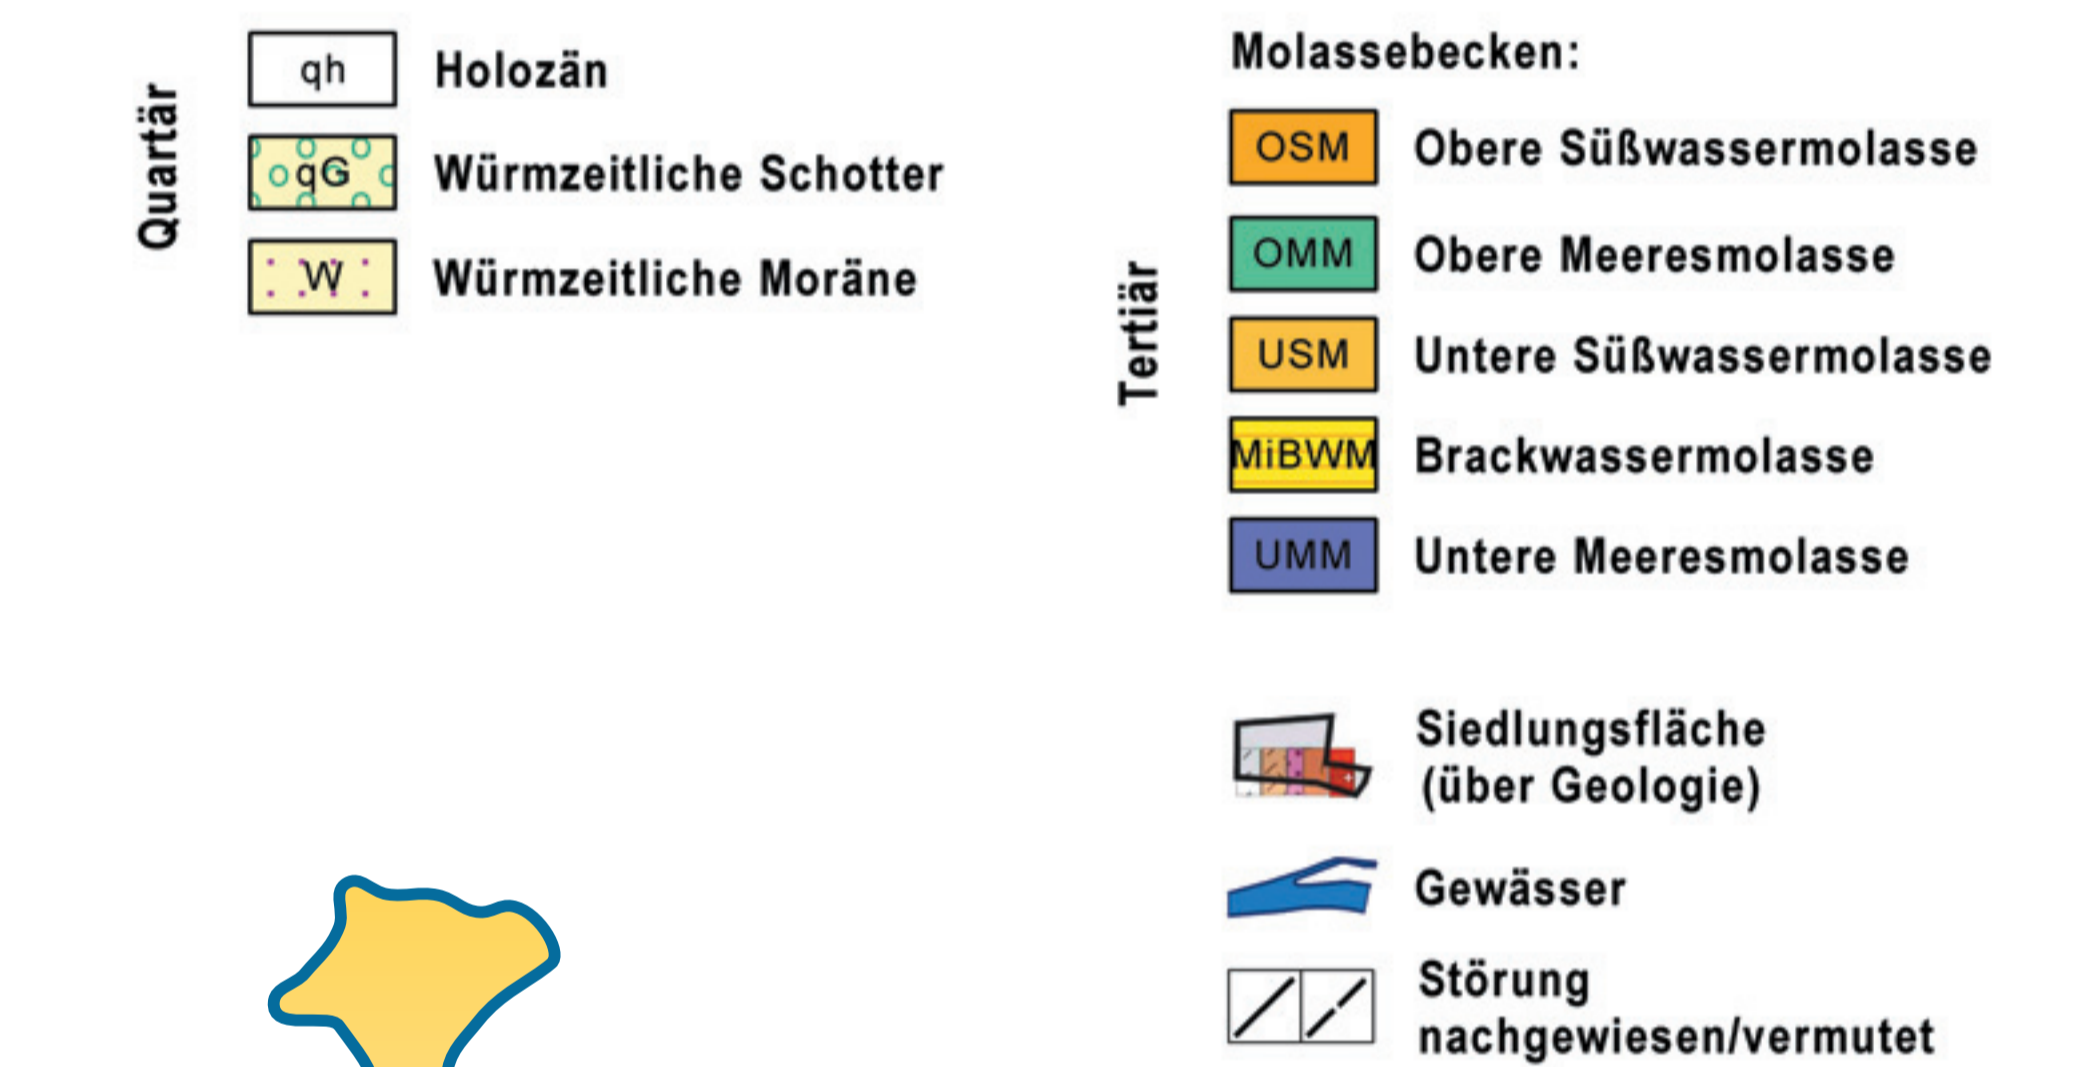 Quartär
qh Holozän
qG Würmzeitliche Schotter
W Würmzeitliche Moräne
Tertiär
Molassebecken:
OSM Obere Süßwassermolasse
OMM Obere Meeresmolasse
USM Untere Süßwassermolasse
MiBWM Brackwassermolasse
UMM Untere Meeresmolasse
Siedlungsfläche
(über Geologie)
Gewässer
Störung
nachgewiesen/vermutet